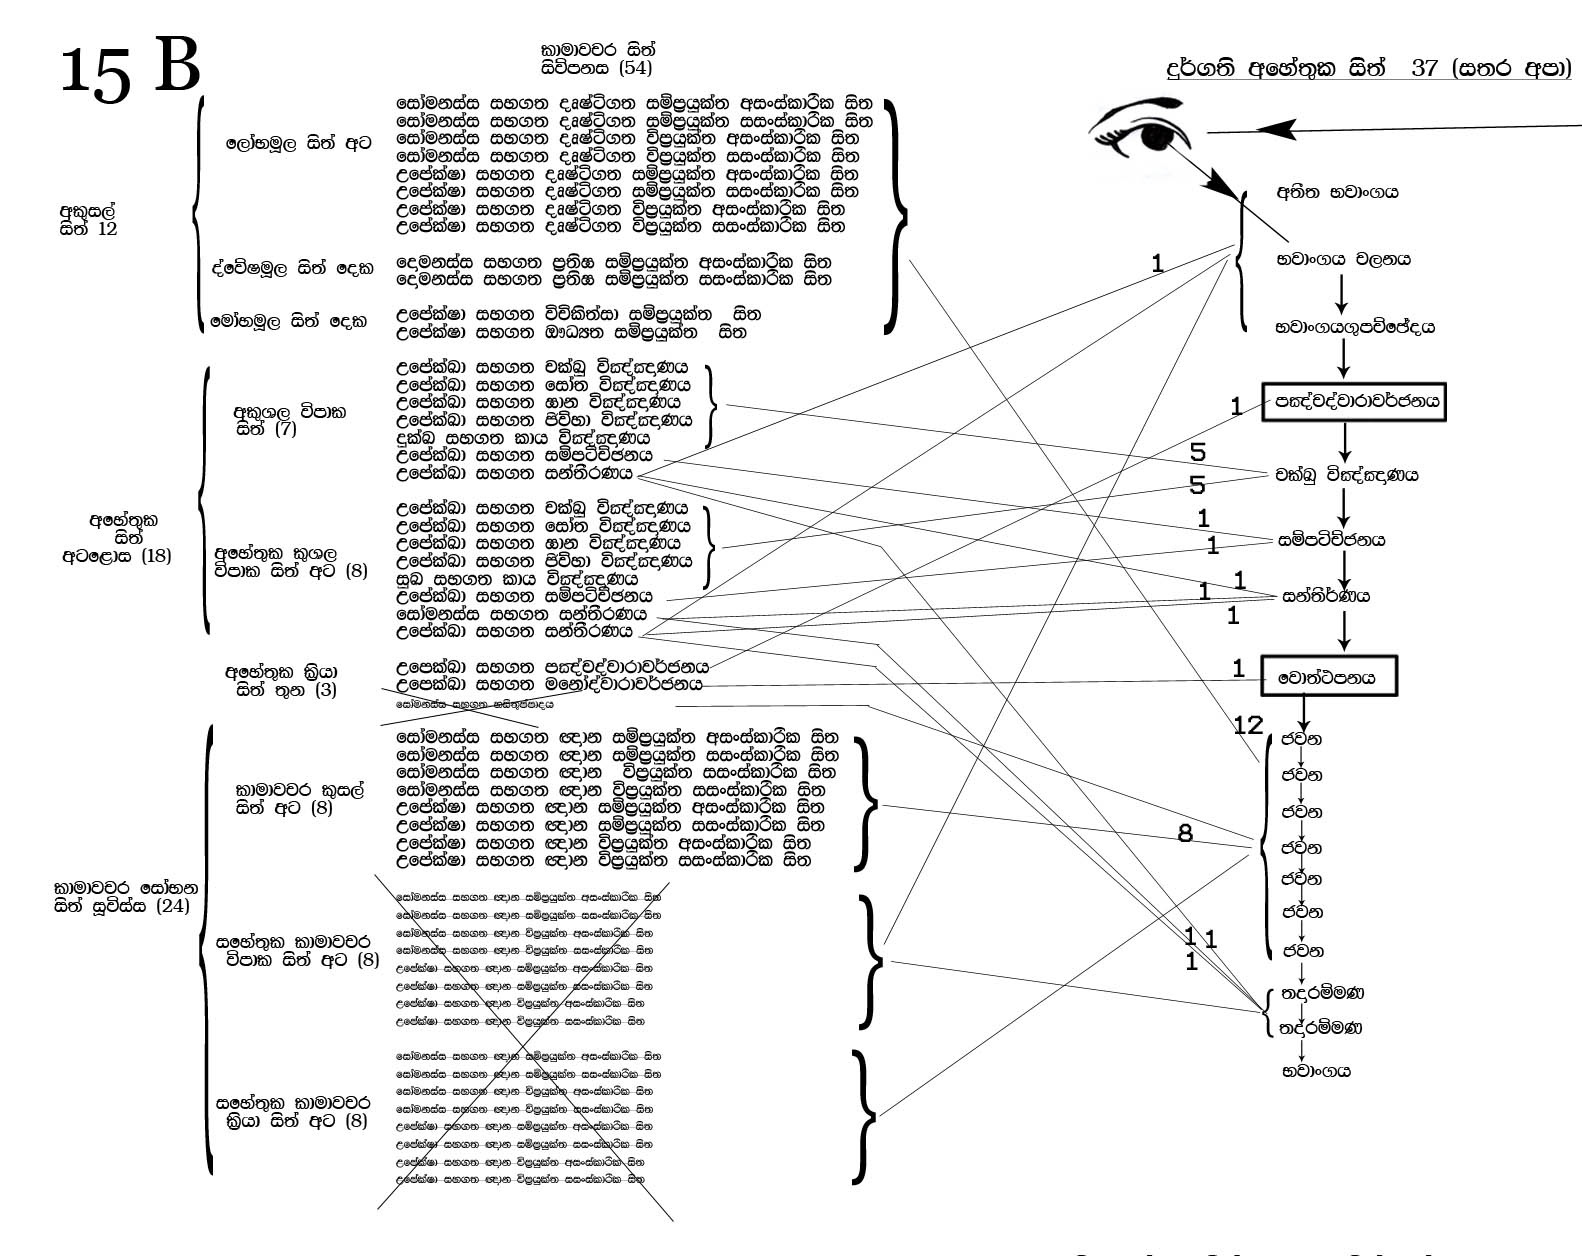 15 B
කාමාවචර සිත්
සිව්පනස (54)
දුර්ගති අහේතුක සිත් 37 (සතර අපා)
අකුසල්
සිත් 12
ලෝභමූල සිත් අට
සෝමනස්ස සහගත දෘෂ්ටිගත සම්ප්‍රයුක්ත අසංස්කාරික සිත
සෝමනස්ස සහගත දෘෂ්ටිගත සම්ප්‍රයුක්ත සසංස්කාරික සිත
සෝමනස්ස සහගත දෘෂ්ටිගත විප්‍රයුක්ත අසංස්කාරික සිත
සෝමනස්ස සහගත දෘෂ්ටිගත විප්‍රයුක්ත සසංස්කාරික සිත
උපේක්ෂා සහගත දෘෂ්ටිගත සම්ප්‍රයුක්ත අසංස්කාරික සිත
උපේක්ෂා සහගත දෘෂ්ටිගත සම්ප්‍රයුක්ත සසංස්කාරික සිත
උපේක්ෂා සහගත දෘෂ්ටිගත විප්‍රයුක්ත අසංස්කාරික සිත
උපේක්ෂා සහගත දෘෂ්ටිගත විප්‍රයුක්ත සසංස්කාරික සිත
ද්වේෂමූල සිත් දෙක
දොමනස්ස සහගත ප්‍රතිඝ සම්ප්‍රයුක්ත අසංස්කාරික සිත
දොමනස්ස සහගත ප්‍රතිඝ සම්ප්‍රයුක්ත සසංස්කාරික සිත
මෝහමූල සිත් දෙක
උපේක්ෂා සහගත විචිකිත්සා සම්ප්‍රයුක්ත සිත
උපේක්ෂා සහගත ඖධ්‍යත සම්ප්‍රයුක්ත සිත
අහේතුක
සිත්
අටළොස (18)
අකුශල විපාක
සිත් (7)
උපේක්ඛා සහගත චක්ඛු විඤ්ඤණය
උපේක්ඛා සහගත සෝත විඤ්ඤණය
උපේක්ඛා සහගත ඝාන විඤ්ඤණය
උපේක්ඛා සහගත ජිව්හා විඤ්ඤණය
දුක්ඛ සහගත කාය විඤ්ඤණය
උපේක්ඛා සහගත සම්පටිච්ඡනය
උපේක්ඛා සහගත සන්තීරණය
අහේතුක කුශල
විපාක සිත් අට (8)
උපේක්ඛා සහගත චක්ඛු විඤ්ඤණය
උපේක්ඛා සහගත සෝත විඤ්ඤණය
උපේක්ඛා සහගත ඝාන විඤ්ඤණය
උපේක්ඛා සහගත ජිව්හා විඤ්ඤණය
සුඛ සහගත කාය විඤ්ඤණය
උපේක්ඛා සහගත සම්පටිච්ඡනය
සෝමනස්ස සහගත සන්තීරණය
උපේක්ඛා සහගත සන්තීරණය
අහේතුක ක්‍රියා
සිත් තුන (3)
උපෙක්ඛා සහගත පඤ්චද්වාරාවර්ජනය
උපෙක්ඛා සහගත මනෝද්වාරාවර්ජනය
සෝමනස්ස සහගත හසිතුප්පාදය
කාමාවචර සෝභන
සිත් සූවිස්ස (24)
කාමාවචර කුසල්
සිත් අට (8)
සෝමනස්ස සහගත ඥාන සම්ප්‍රයුක්ත අසංස්කාරික සිත
සෝමනස්ස සහගත ඥාන සම්ප්‍රයුක්ත සසංස්කාරික සිත
සෝමනස්ස සහගත ඥාන විප්‍රයුක්ත සසංස්කාරික සිත
සෝමනස්ස සහගත ඥාන විප්‍රයුක්ත සසංස්කාරික සිත
උපේක්ෂා සහගත ඥාන සම්ප්‍රයුක්ත අසංස්කාරික සිත
උපේක්ෂා සහගත ඥාන සම්ප්‍රයුක්ත සසංස්කාරික සිත
උපේක්ෂා සහගත ඥාන විප්‍රයුක්ත අසංස්කාරික සිත
උපේක්ෂා සහගත ඥාන විප්‍රයුක්ත සසංස්කාරික සිත
සහේතුක කාමාවචර
විපාක සිත් අට (8)
සෝමනස්ස සහගත ඥාන සම්ප්‍රයුක්ත අසංස්කාරික සිත
සෝමනස්ස සහගත ඥාන සම්ප්‍රයුක්ත සසංස්කාරික සිත
සෝමනස්ස සහගත ඥාන විප්‍රයුක්ත අසංස්කාරික සිත
සෝමනස්ස සහගත ඥාන විප්‍රයුක්ත සසංස්කාරික සිත
උපේක්ෂා සහගත ඥාන සම්ප්‍රයුක්ත අසංස්කාරික සිත
උපේක්ෂා සහගත ඥාන සම්ප්‍රයුක්ත සසංස්කාරික සිත
උපේක්ෂා සහගත ඥාන විප්‍රයුක්ත අසංස්කාරික සිත
උපේක්ෂා සහගත ඥාන විප්‍රයුක්ත සසංස්කාරික සිත
සහේතුක කාමාවචර
ක්‍රියා සිත් අට (8)
සෝමනස්ස සහගත ඥාන සම්ප්‍රයුක්ත අසංස්කාරික සිත
සෝමනස්ස සහගත ඥාන සම්ප්‍රයුක්ත සසංස්කාරික සිත
සෝමනස්ස සහගත ඥාන විප්‍රයුක්ත අසංස්කාරික සිත
සෝමනස්ස සහගත ඥාන විප්‍රයුක්ත සසංස්කාරික සිත
උපේක්ෂා සහගත ඥාන විප්‍රයුක්ත අසංස්කාරික සිත
උපේක්ෂා සහගත ඥාන සම්ප්‍රයුක්ත සසංස්කාරික සිත
උපේක්ෂා සහගත ඥාන විප්‍රයුක්ත අසංස්කාරික සිත
උපේක්ෂා සහගත ඥාන විප්‍රයුක්ත සසංස්කාරික සිත
අතීත භවාංගය
1
භවාංගය චලනය
භවාංගයගුපච්ඡේදය
1
පඤ්චද්වාරාවර්ජනය
5
චක්ඛු විඤ්ඤණය
5
1
සම්පටිච්ඡනය
1
1
1
සන්තිර්ණය
1
1
වොත්ථපනය
12
ජවන
ජවන
ජවන
8
ජවන
ජවන
ජවන
1
1
ජවන
1
තදාරම්මණ
තදාරම්මණ
භවාංගය